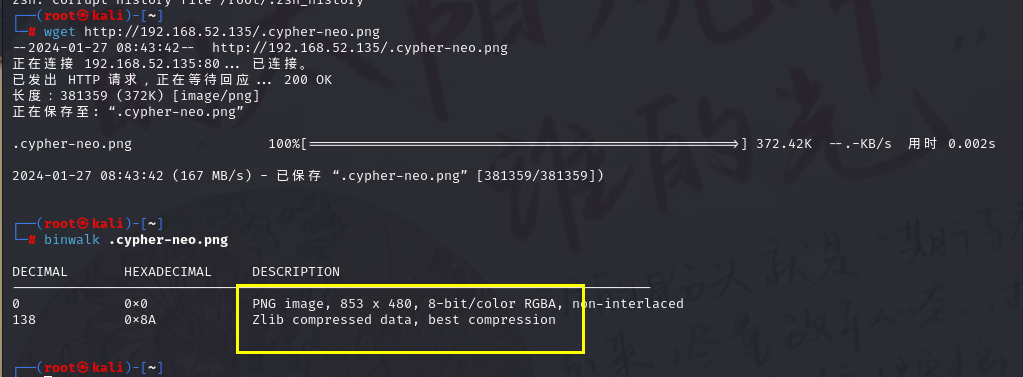 zsh: corrupt history file /root/.zsh_history
┌──(root㉿kali)-[~]
└─# wget http://192.168.52.135/.cypher-neo.png
--2024-01-27 08:43:42-- http://192.168.52.135/.cypher-neo.png
正在连接 192.168.52.135:80... 已连接。
已发出 HTTP 请求，正在等待回应... 200 OK
长度：381359 (372K) [image/png]
正在保存至: “.cypher-neo.png”
.cypher-neo.png 100%[===================================================>] 372.42K --.-KB/s 用时 0.002s
2024-01-27 08:43:42 (167 MB/s) - 已保存 “.cypher-neo.png” [381359/381359])
┌──(root㉿kali)-[~]
└─# binwalk .cypher-neo.png
DECIMAL HEXADECIMAL DESCRIPTION
--------------------------------------------------------------------------------
0 0x0 PNG image, 853 x 480, 8-bit/color RGBA, non-interlaced
138 0x8A Zlib compressed data, best compression
┌──(root㉿kali)-[~]
谁的光